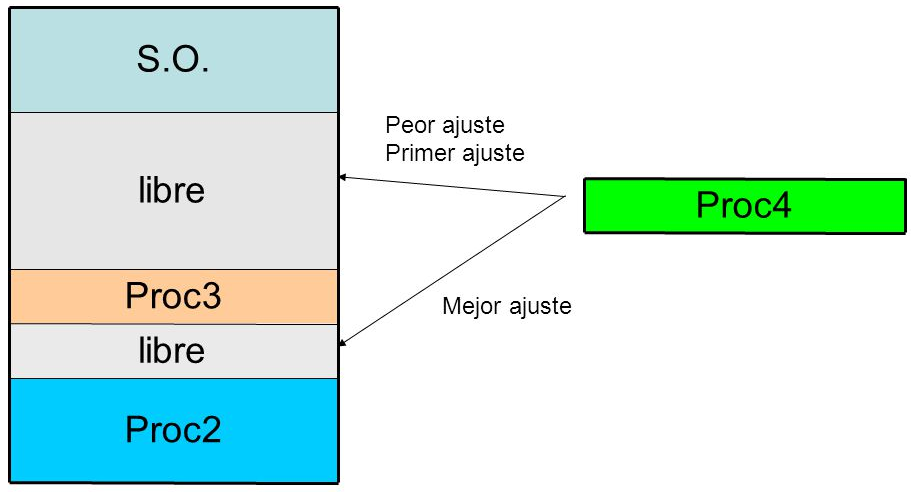 S.O.
Peor ajuste
Primer ajuste
libre
Proc4
Proc3
Mejor ajuste
libre
Proc2